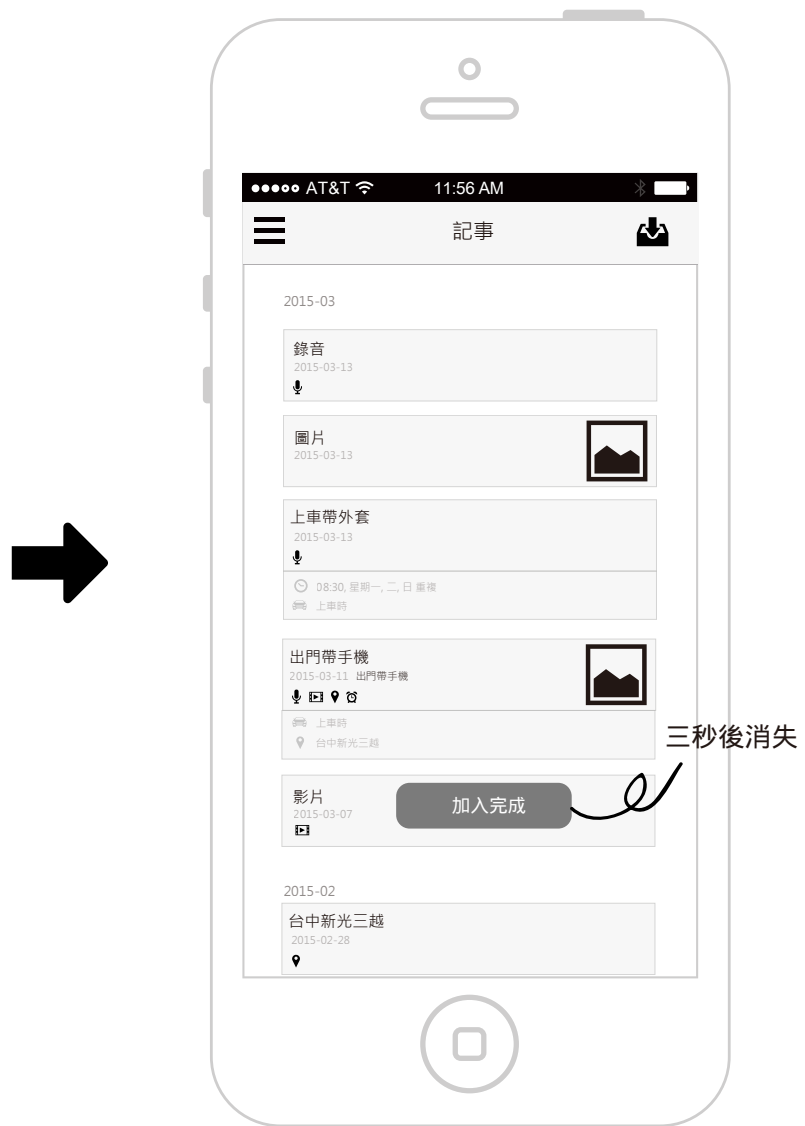 AT&T 11:56 AM
記事
2015-03
錄音
2015-03-13
圖片
2015-03-13
上車帶外套
2015-03-13
08:30, 星期一, 二, 日 重複
上車時
出門帶手機
2015-03-11 出門帶手機
上車時
台中新光三越
三秒後消失
影片
2015-03-07
加入完成
2015-02
台中新光三越
2015-02-28